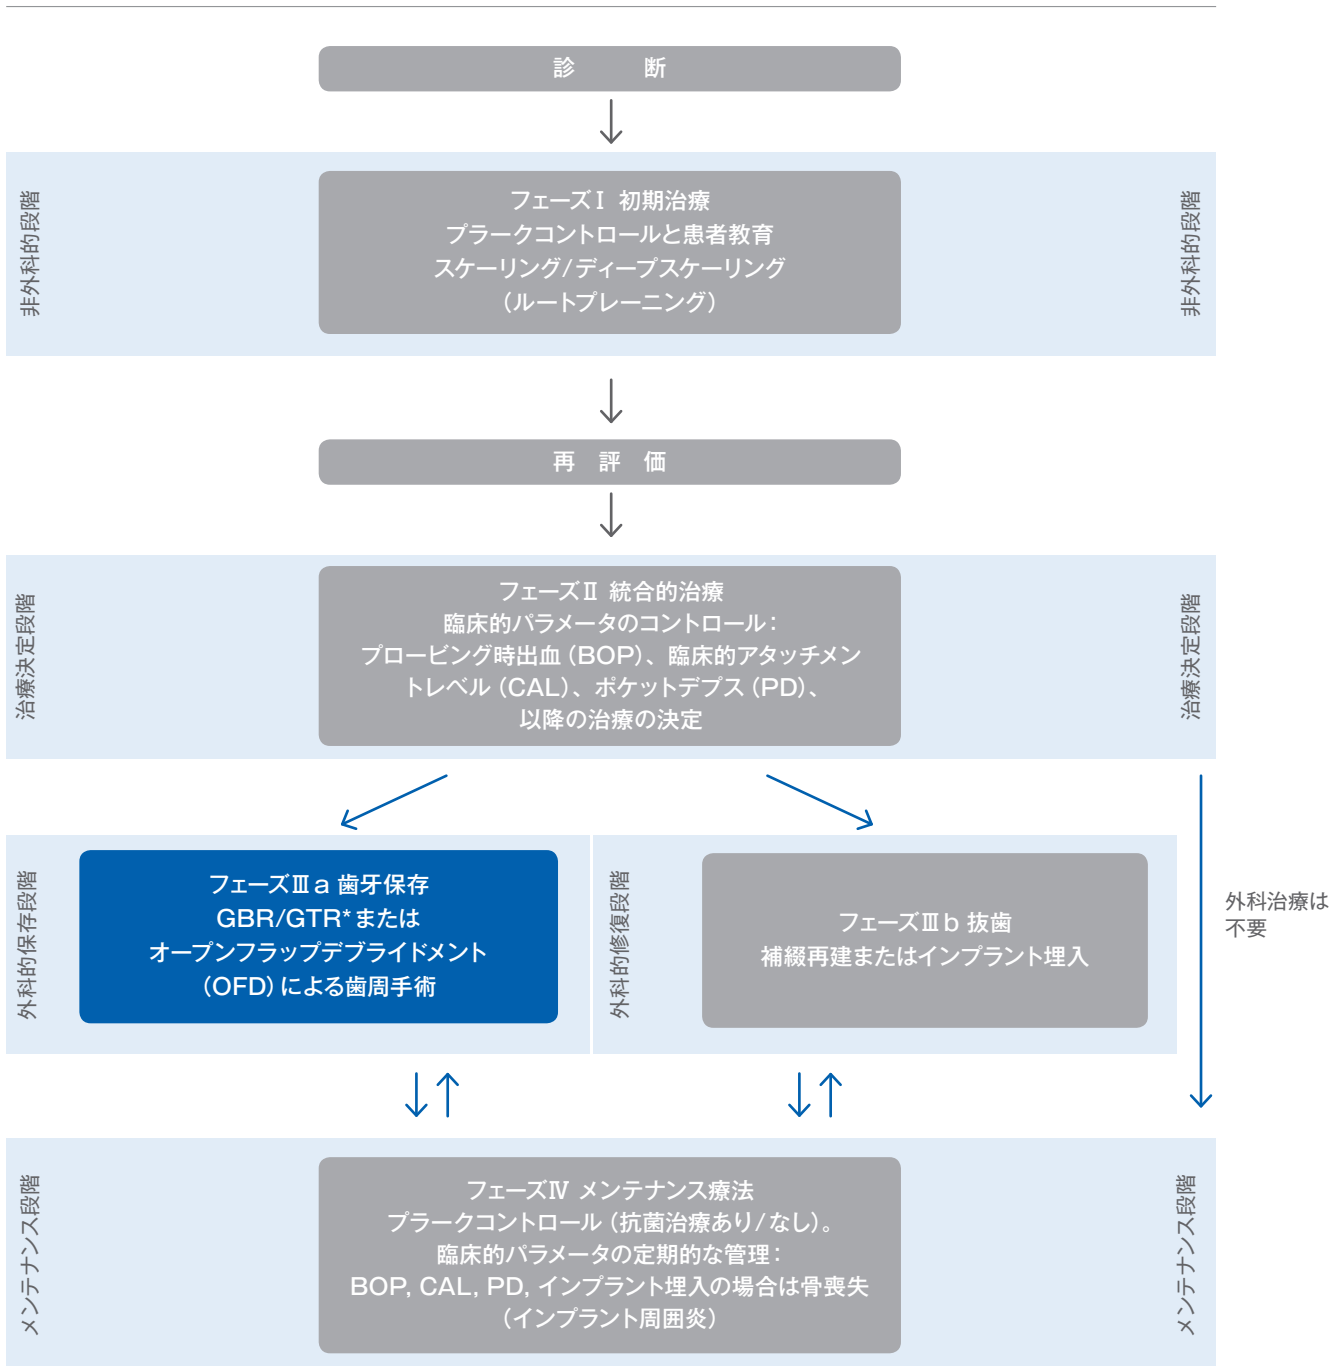 診　断
非外科的段階
フェーズⅠ 初期治療
プラークコントロールと患者教育
スケーリング/ディープスケーリング
（ルートプレーニング）
非外科的段階
再 評 価
治療決定段階
フェーズⅡ 統合的治療
臨床的パラメータのコントロール：
プロービング時出血（BOP）、臨床的アタッチメン
トレベル（CAL）、ポケットデプス（PD）、
以降の治療の決定
治療決定段階
外科的保存段階
フェーズⅢa 歯牙保存
GBR/GTR*または
オープンフラップデブライドメント
（OFD）による歯周手術
外科的修復段階
フェーズⅢb 抜歯
補綴再建またはインプラント埋入
外科治療は
不要
メンテナンス段階
フェーズⅣ メンテナンス療法
プラークコントロール（抗菌治療あり/なし）。
臨床的パラメータの定期的な管理：
BOP, CAL, PD, インプラント埋入の場合は骨喪失
（インプラント周囲炎）
メンテナンス段階